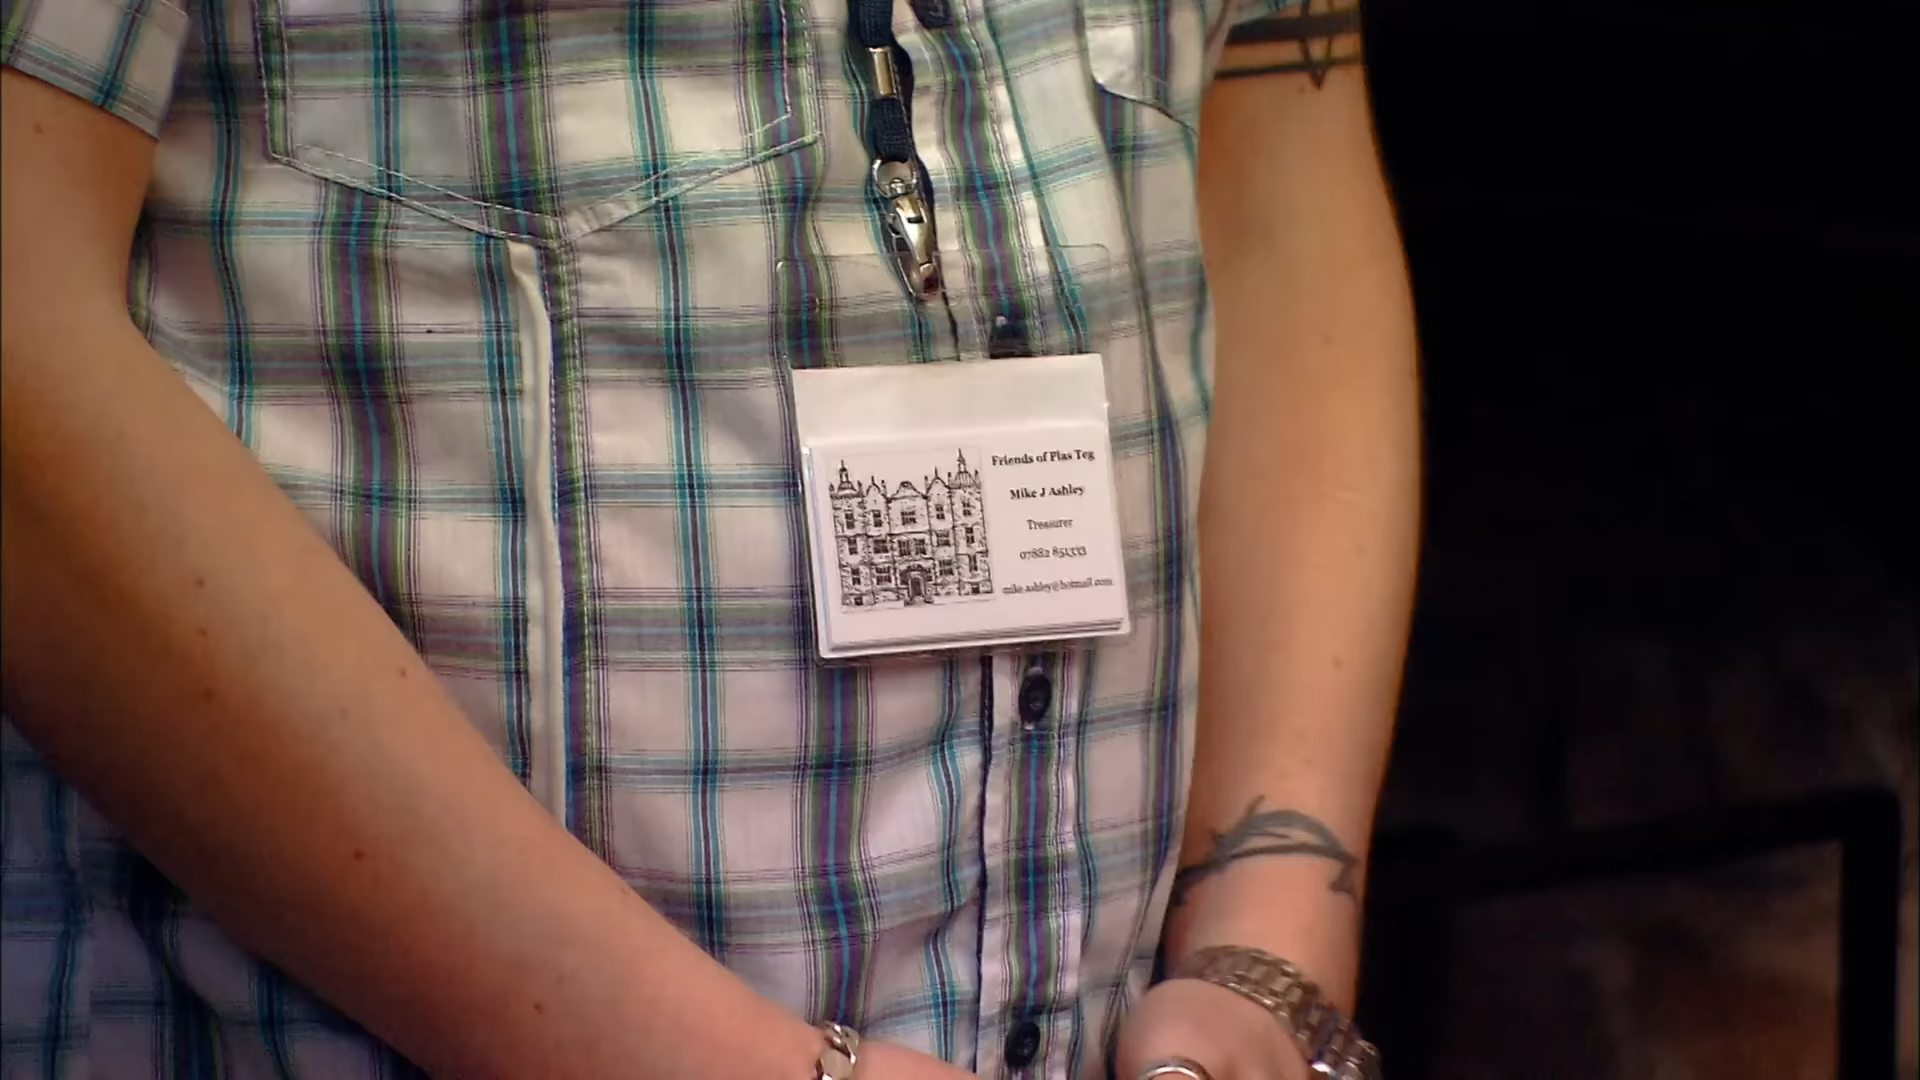 Friends of Plas Teg
Mike J Ashley
Treasurer
07882 851333
mike.ashley@hotmail.com